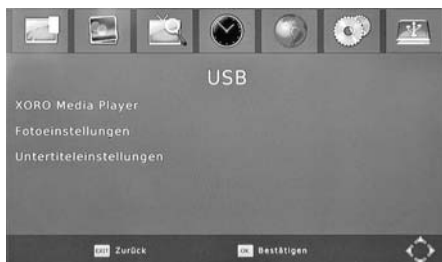 USB
XORO Media Player
Fotoeinstellungen
Untertiteleinstellungen
EXIT Zurück OK Bestätigen